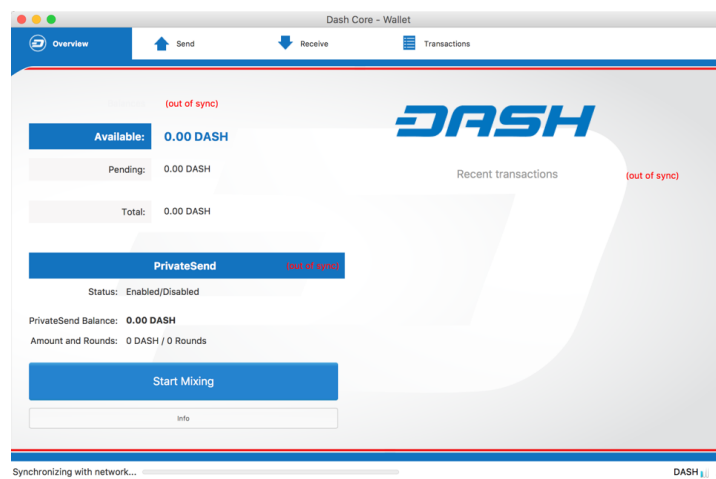 Dash Core - Wallet
Overview
Send
Receive
Transactions
(out of sync)
Available: 0.00 DASH
Pending: 0.00 DASH
Total: 0.00 DASH
PrivateSend (out of sync)
Status: Enabled/Disabled
PrivateSend Balance: 0.00 DASH
Amount and Rounds: 0 DASH / 0 Rounds
Start Mixing
Info
DASH
Recent transactions (out of sync)
Synchronizing with network...
DASH